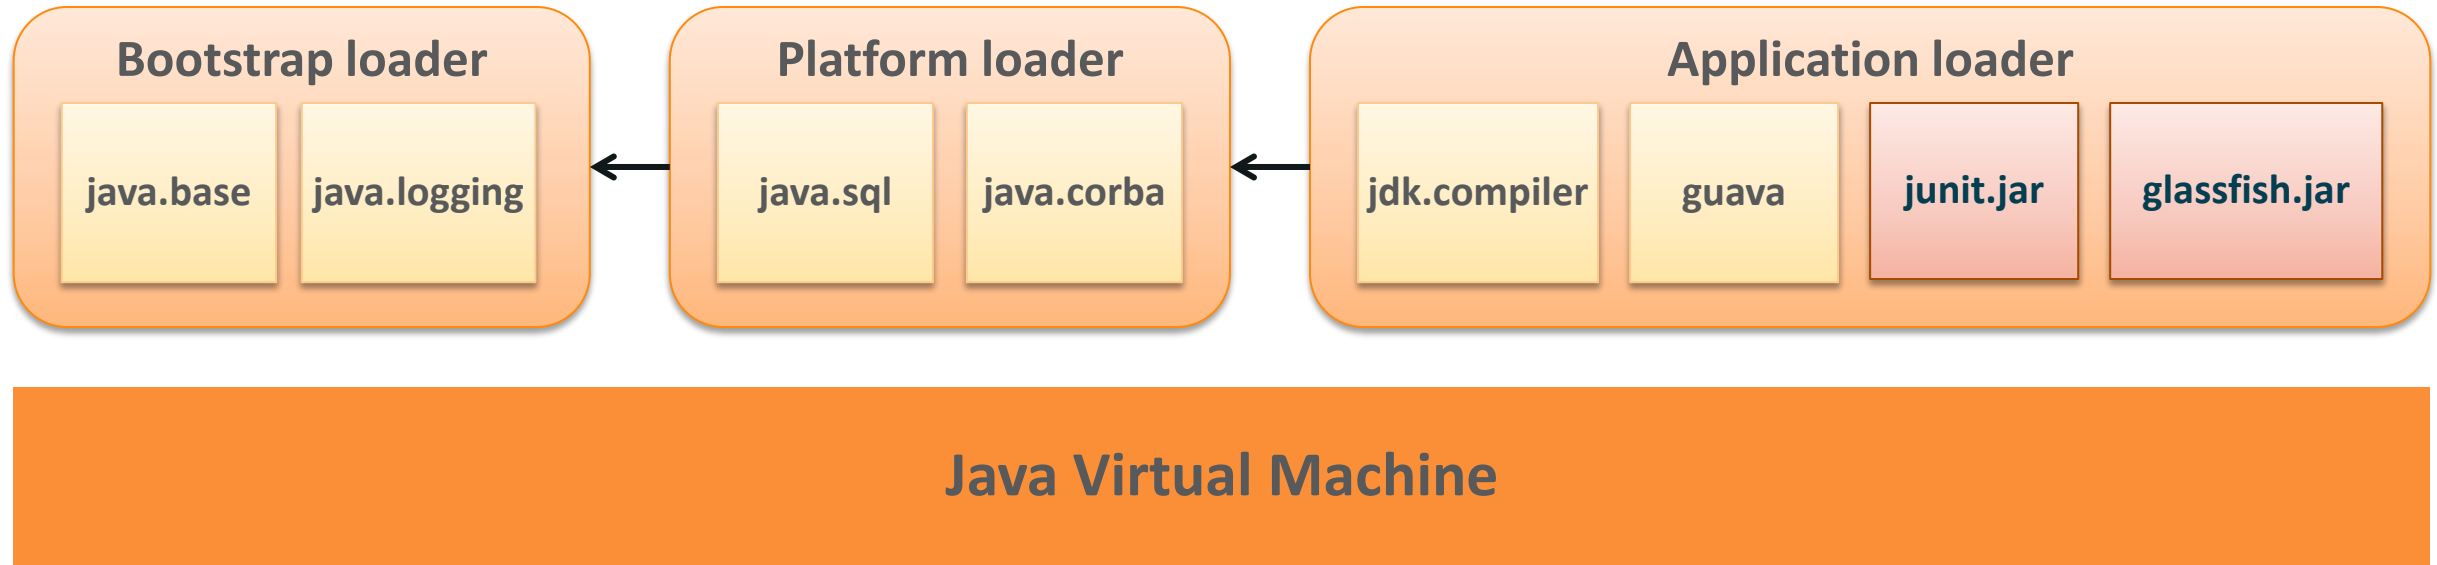 Bootstrap loader
java.base
java.logging
Platform loader
java.sql
java.corba
Application loader
jdk.compiler
guava
junit.jar
glassfish.jar
Java Virtual Machine